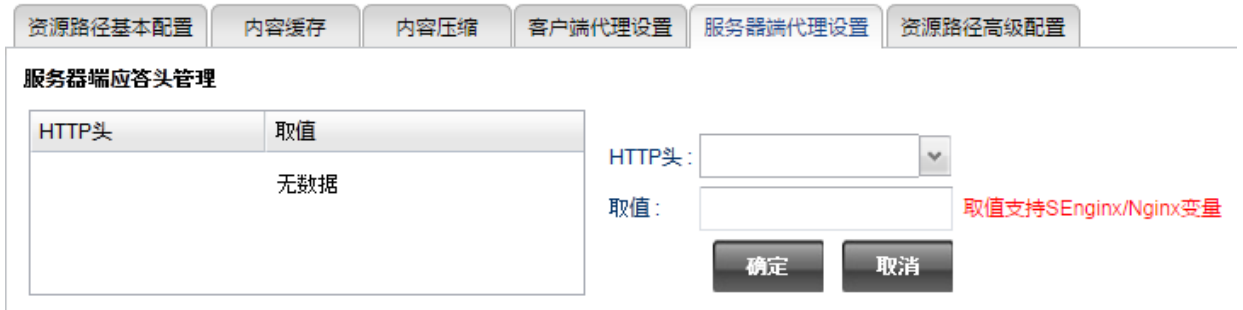 资源路径基本配置 内容缓存 内容压缩 客户端代理设置 服务器端代理设置 资源路径高级配置
服务器端应答头管理
HTTP头 取值
无数据
HTTP头 :
取值 : 取值支持SEnginx/Nginx变量
确定 取消